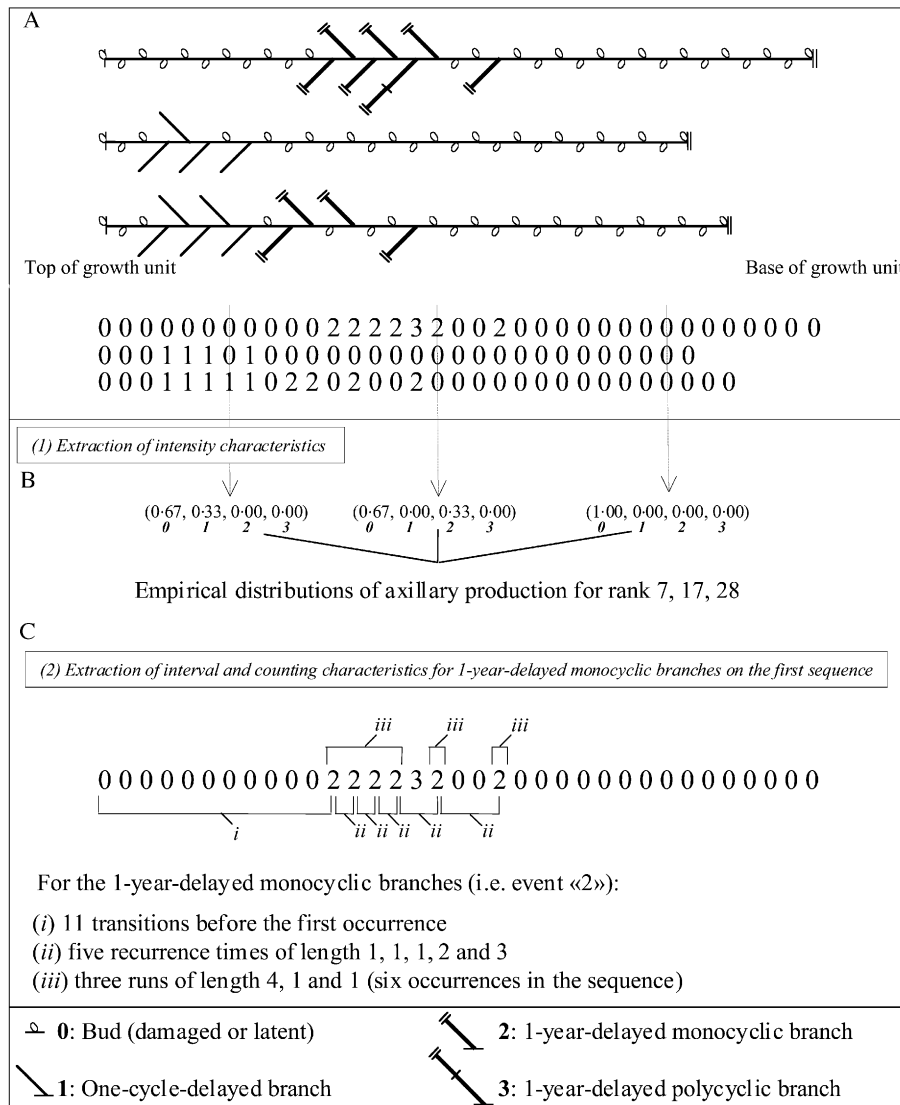 A
Top of growth unit
Base of growth unit
0 0 0 0 0 0 0 0 0 0 0 2 2 2 2 3 2 0 0 2 0 0 0 0 0 0 0 0 0 0 0 0 0 0 0
0 0 0 1 1 1 0 1 0 0 0 0 0 0 0 0 0 0 0 0 0 0 0 0 0 0 0 0 0
0 0 0 1 1 1 1 1 0 2 2 0 2 0 0 2 0 0 0 0 0 0 0 0 0 0 0 0 0 0 0
(1) Extraction of intensity characteristics
B
(0·67, 0·33, 0·00, 0·00) (0·67, 0·00, 0·33, 0·00) (1·00, 0·00, 0·00, 0·00)
0 1 2 3 0 1 2 3 0 1 2 3
Empirical distributions of axillary production for rank 7, 17, 28
C
(2) Extraction of interval and counting characteristics for 1-year-delayed monocyclic branches on the first sequence
iii iii iii
0 0 0 0 0 0 0 0 0 0 0 2 2 2 2 3 2 0 0 2 0 0 0 0 0 0 0 0 0 0 0 0 0 0 0
i ii ii ii ii ii
For the 1-year-delayed monocyclic branches (i.e. event «2»):
(i) 11 transitions before the first occurrence
(ii) five recurrence times of length 1, 1, 1, 2 and 3
(iii) three runs of length 4, 1 and 1 (six occurrences in the sequence)
0: Bud (damaged or latent)
2: 1-year-delayed monocyclic branch
1: One-cycle-delayed branch
3: 1-year-delayed polycyclic branch